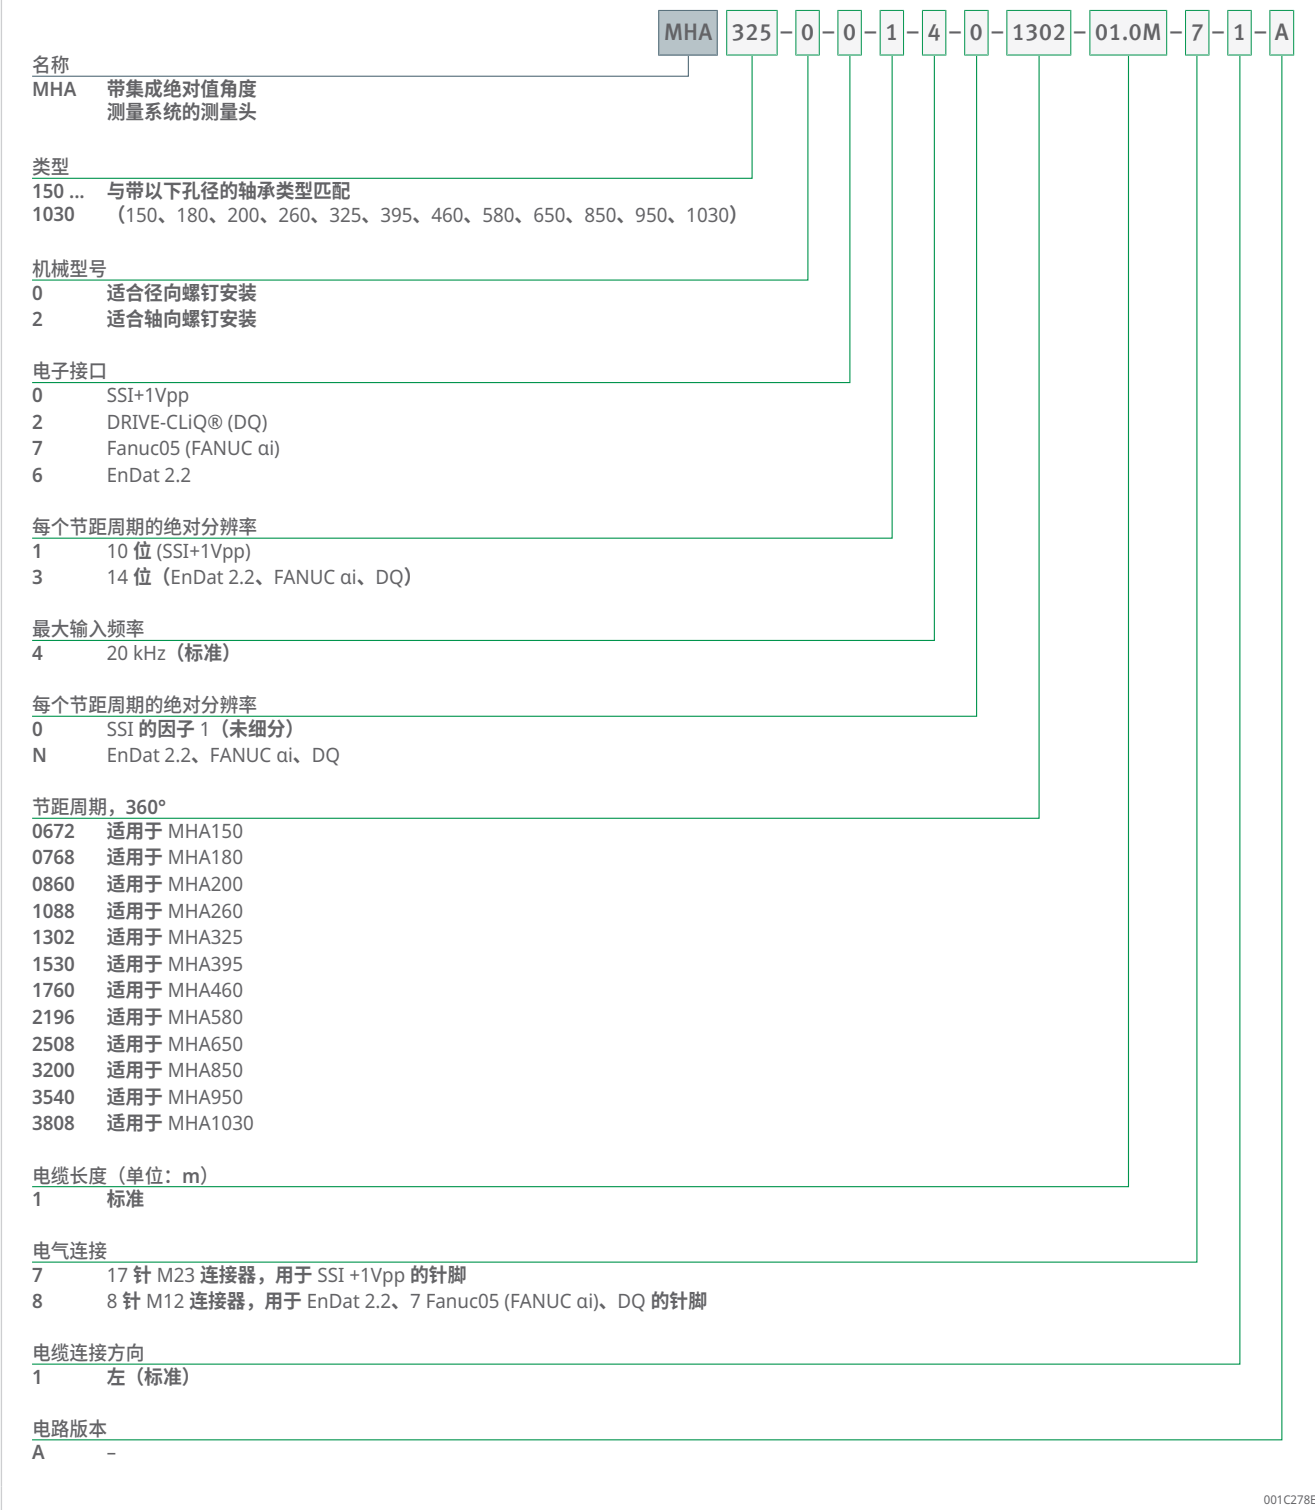 MHA 325–0–0–1–4–0–1302–01.0M–7–1–A
名称
MHA 带集成绝对值角度
测量系统的测量头
类型
150 ... 与带以下孔径的轴承类型匹配
1030 （150、180、200、260、325、395、460、580、650、850、950、1030）
机械型号
0 适合径向螺钉安装
2 适合轴向螺钉安装
电子接口
0 SSI+1Vpp
2 DRIVE-CLiQ® (DQ)
7 Fanuc05 (FANUC αi)
6 EnDat 2.2
每个节距周期的绝对分辨率
1 10 位 (SSI+1Vpp)
3 14 位（EnDat 2.2、FANUC αi、DQ）
最大输入频率
4 20 kHz（标准）
每个节距周期的绝对分辨率
0 SSI 的因子 1（未细分）
N EnDat 2.2、FANUC αi、DQ
节距周期，360°
0672 适用于 MHA150
0768 适用于 MHA180
0860 适用于 MHA200
1088 适用于 MHA260
1302 适用于 MHA325
1530 适用于 MHA395
1760 适用于 MHA460
2196 适用于 MHA580
2508 适用于 MHA650
3200 适用于 MHA850
3540 适用于 MHA950
3808 适用于 MHA1030
电缆长度（单位：m）
1 标准
电气连接
7 17 针 M23 连接器，用于 SSI +1Vpp 的针脚
8 8 针 M12 连接器，用于 EnDat 2.2、7 Fanuc05 (FANUC αi)、DQ 的针脚
电缆连接方向
1 左（标准）
电路版本
A –
001C278E